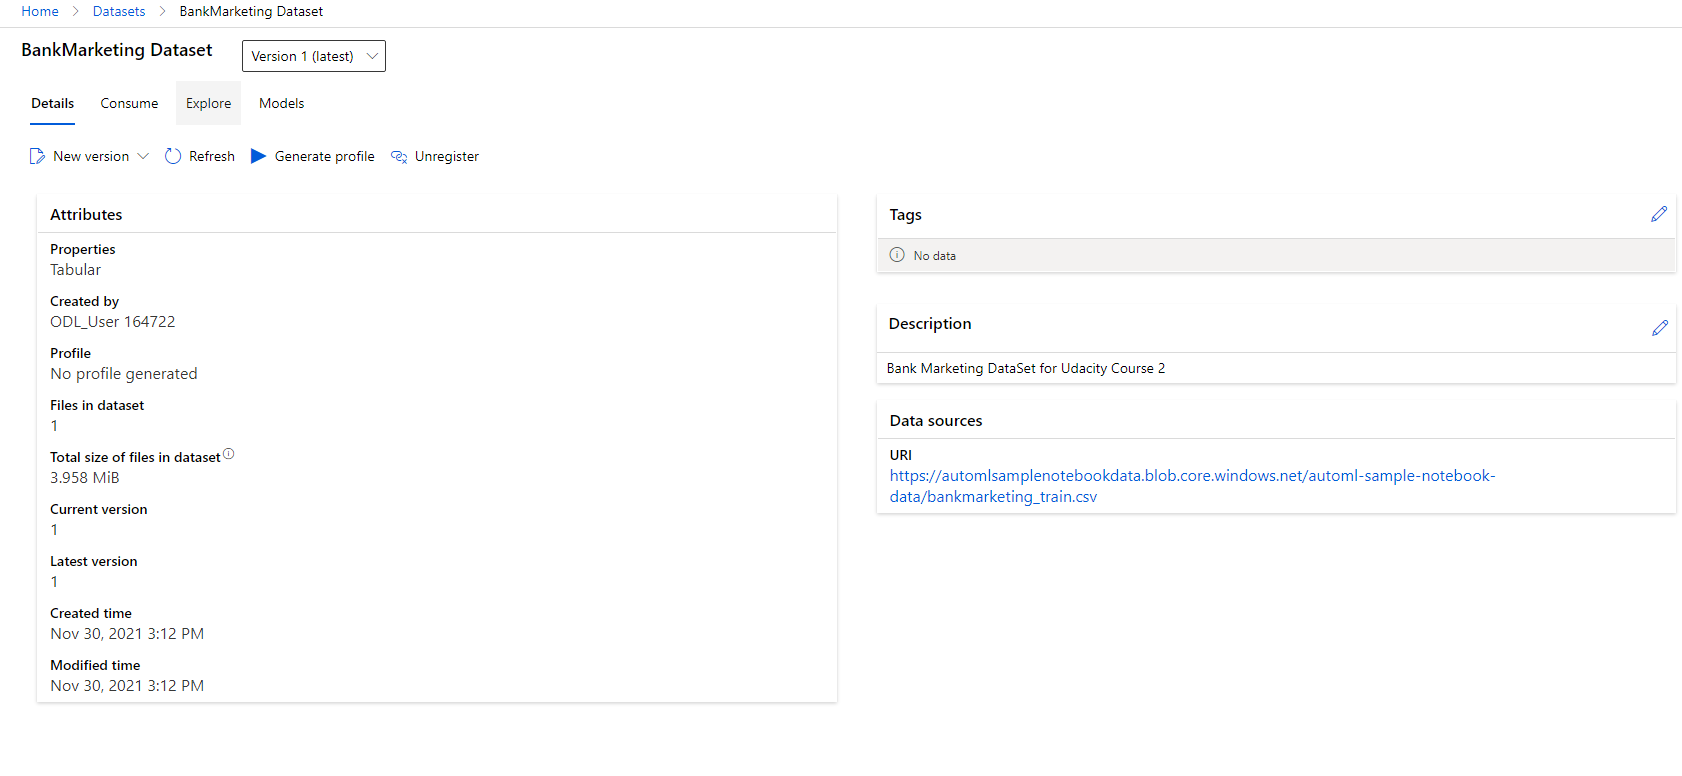 Home > Datasets > BankMarketing Dataset
BankMarketing Dataset
Version 1 (latest)
Details Consume Explore Models
New version Refresh Generate profile Unregister
Attributes
Properties
Tabular
Created by
ODL_User 164722
Profile
No profile generated
Files in dataset
1
Total size of files in dataset
3.958 MiB
Current version
1
Latest version
1
Created time
Nov 30, 2021 3:12 PM
Modified time
Nov 30, 2021 3:12 PM
Tags
No data
Description
Bank Marketing DataSet for Udacity Course 2
Data sources
URI
https://automlsamplenotebookdata.blob.core.windows.net/automl-sample-notebook-
data/bankmarketing_train.csv